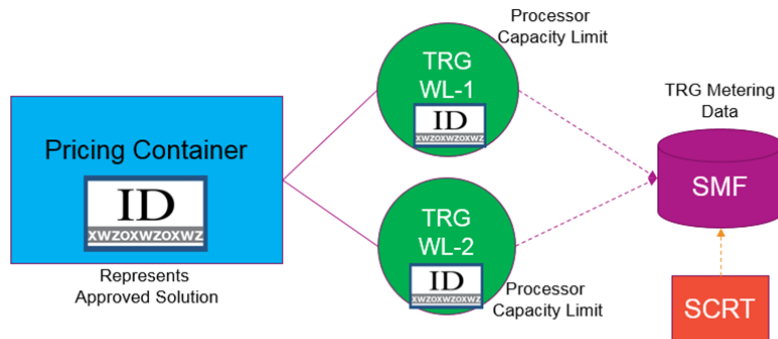 Processor
Capacity Limit
TRG
WL-1
ID
XWZOXWZOXWZ
TRG Metering
Data
Pricing Container
ID
XWZOXWZOXWZ
SMF
TRG
WL-2
ID
XWZOXWZOXWZ
Represents
Approved Solution
Processor
Capacity Limit
SCRT